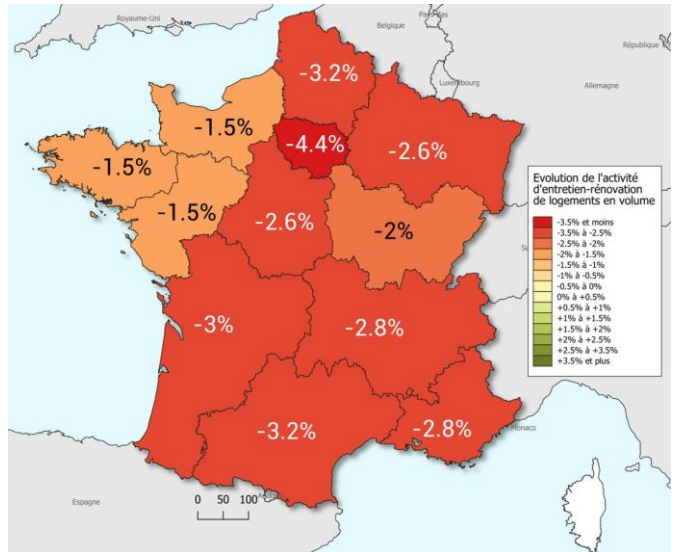 Royaume-Uni
Pays-Bas
Belgique
République
Luxembourg
Allemagne
-3.2%
-1.5%
-4.4%
-2.6%
-1.5%
-1.5%
-2.6%
-2%
Evolution de l'activité
d'entretien-rénovation
de logements en volume
-3.5% et moins
-3.5% à -2.5%
-2.5% à -2%
-2% à -1.5%
-1.5% à -1%
-1% à -0.5%
-0.5% à 0%
0% à +0.5%
+0.5% à +1%
+1% à +1.5%
+1.5% à +2%
+2% à +2.5%
+2.5% à +3.5%
+3.5% et plus
-3%
-2.8%
-3.2%
-2.8%
Monaco
Espagne
0 50 100